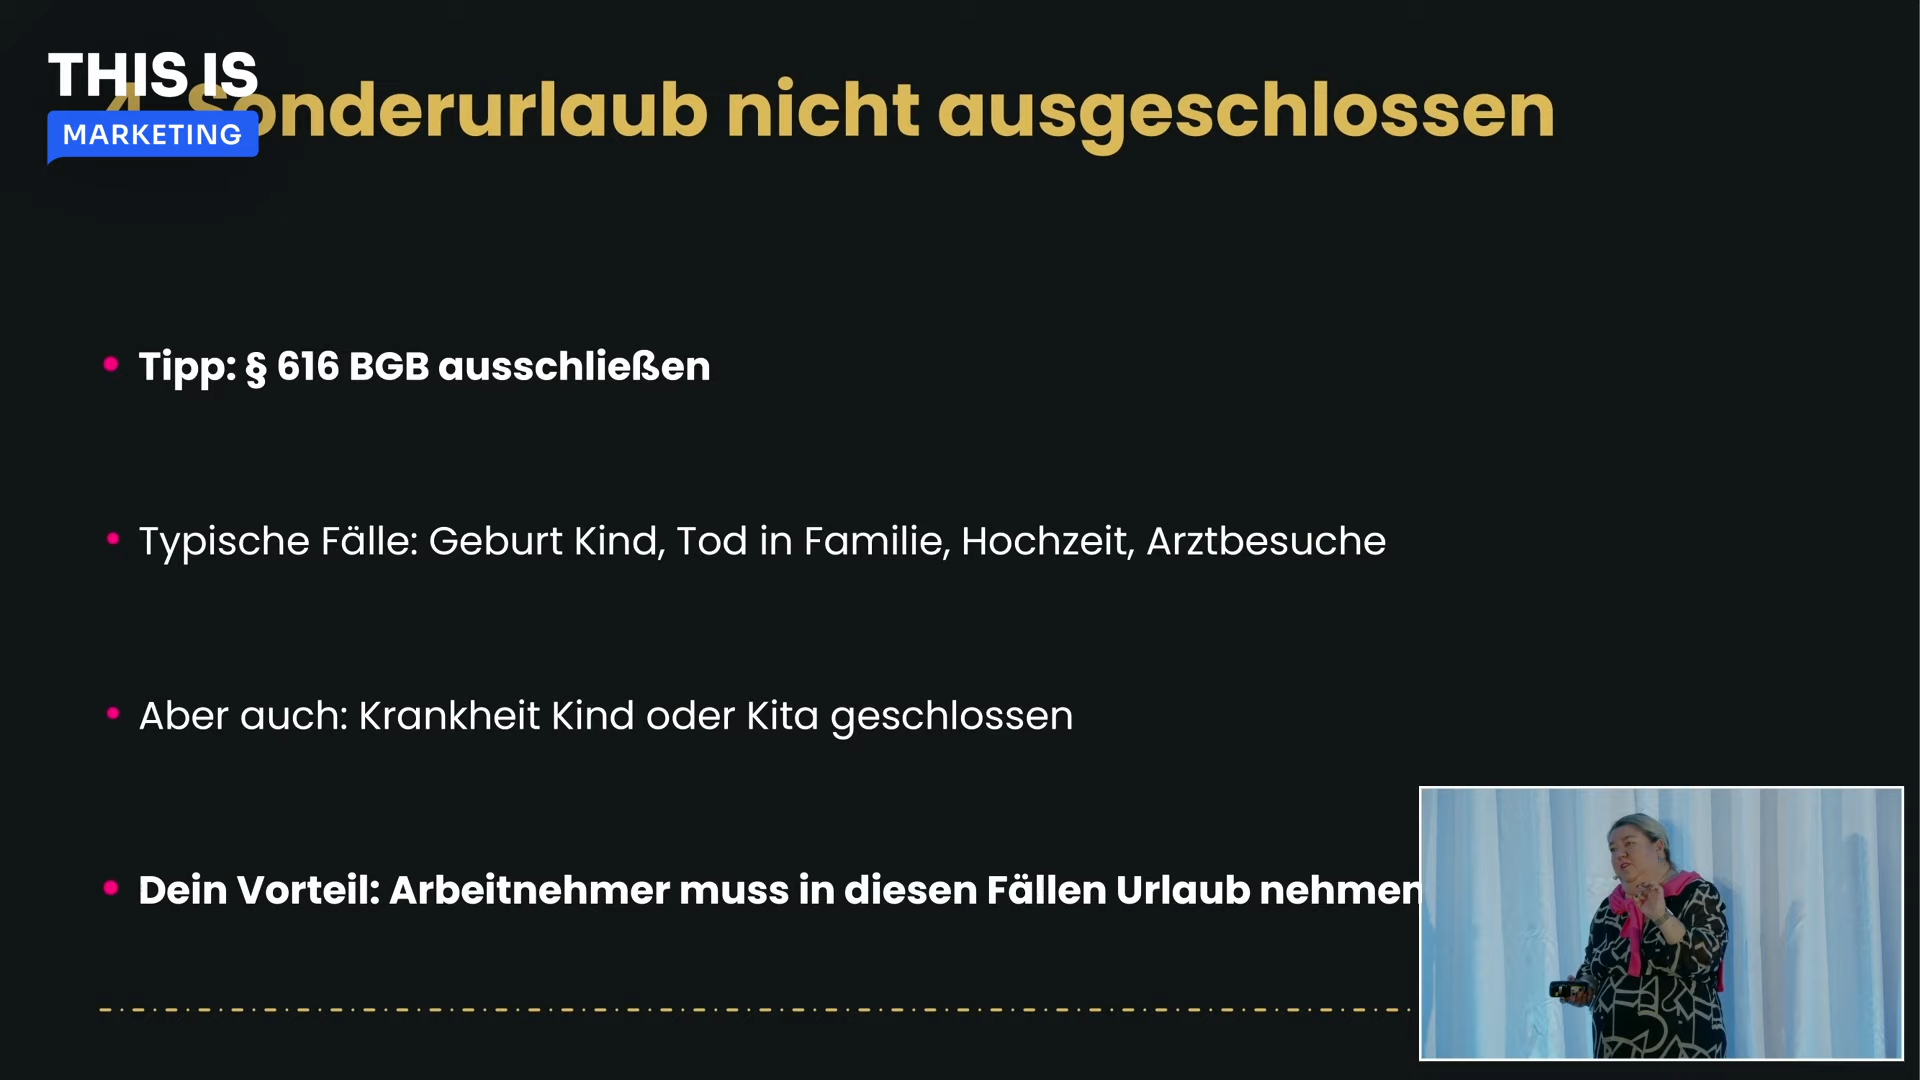 THIS IS
MARKETING
4. Sonderurlaub nicht ausgeschlossen
Tipp: § 616 BGB ausschließen
Typische Fälle: Geburt Kind, Tod in Familie, Hochzeit, Arztbesuche
Aber auch: Krankheit Kind oder Kita geschlossen
Dein Vorteil: Arbeitnehmer muss in diesen Fällen Urlaub nehmen